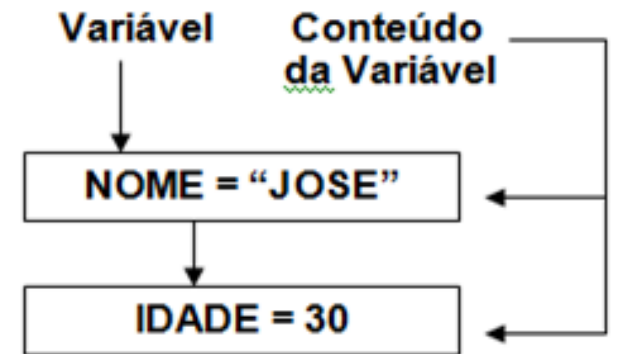 Variável
Conteúdo
da Variável
NOME = “JOSE”
IDADE = 30